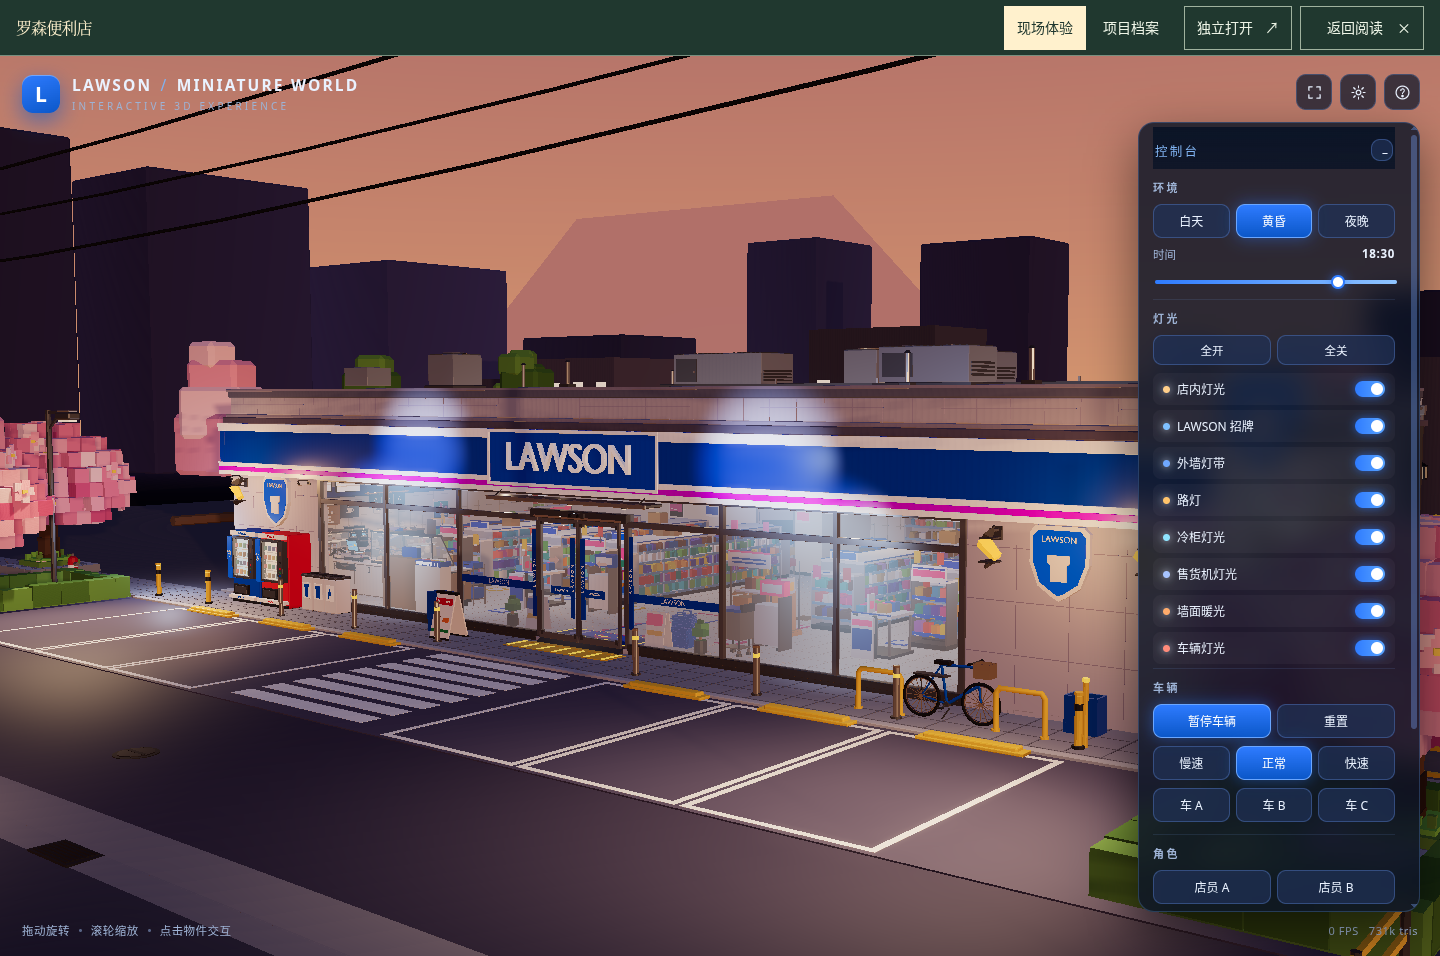 罗森便利店
现场体验
项目档案
独立打开 ↗
返回阅读 ×
L
LAWSON / MINIATURE WORLD
INTERACTIVE 3D EXPERIENCE
控制台
环境
白天
黄昏
夜晚
时间
18:30
灯光
全开
全关
店内灯光
LAWSON 招牌
外墙灯带
路灯
冷柜灯光
售货机灯光
墙面暖光
车辆灯光
车辆
暂停车辆
重置
慢速
正常
快速
车 A
车 B
车 C
角色
店员 A
店员 B
LAWSON
LAWSON
LAWSON
LAWSON
LAWSON
拖动旋转 • 滚轮缩放 • 点击物件交互
0 FPS 731k tris